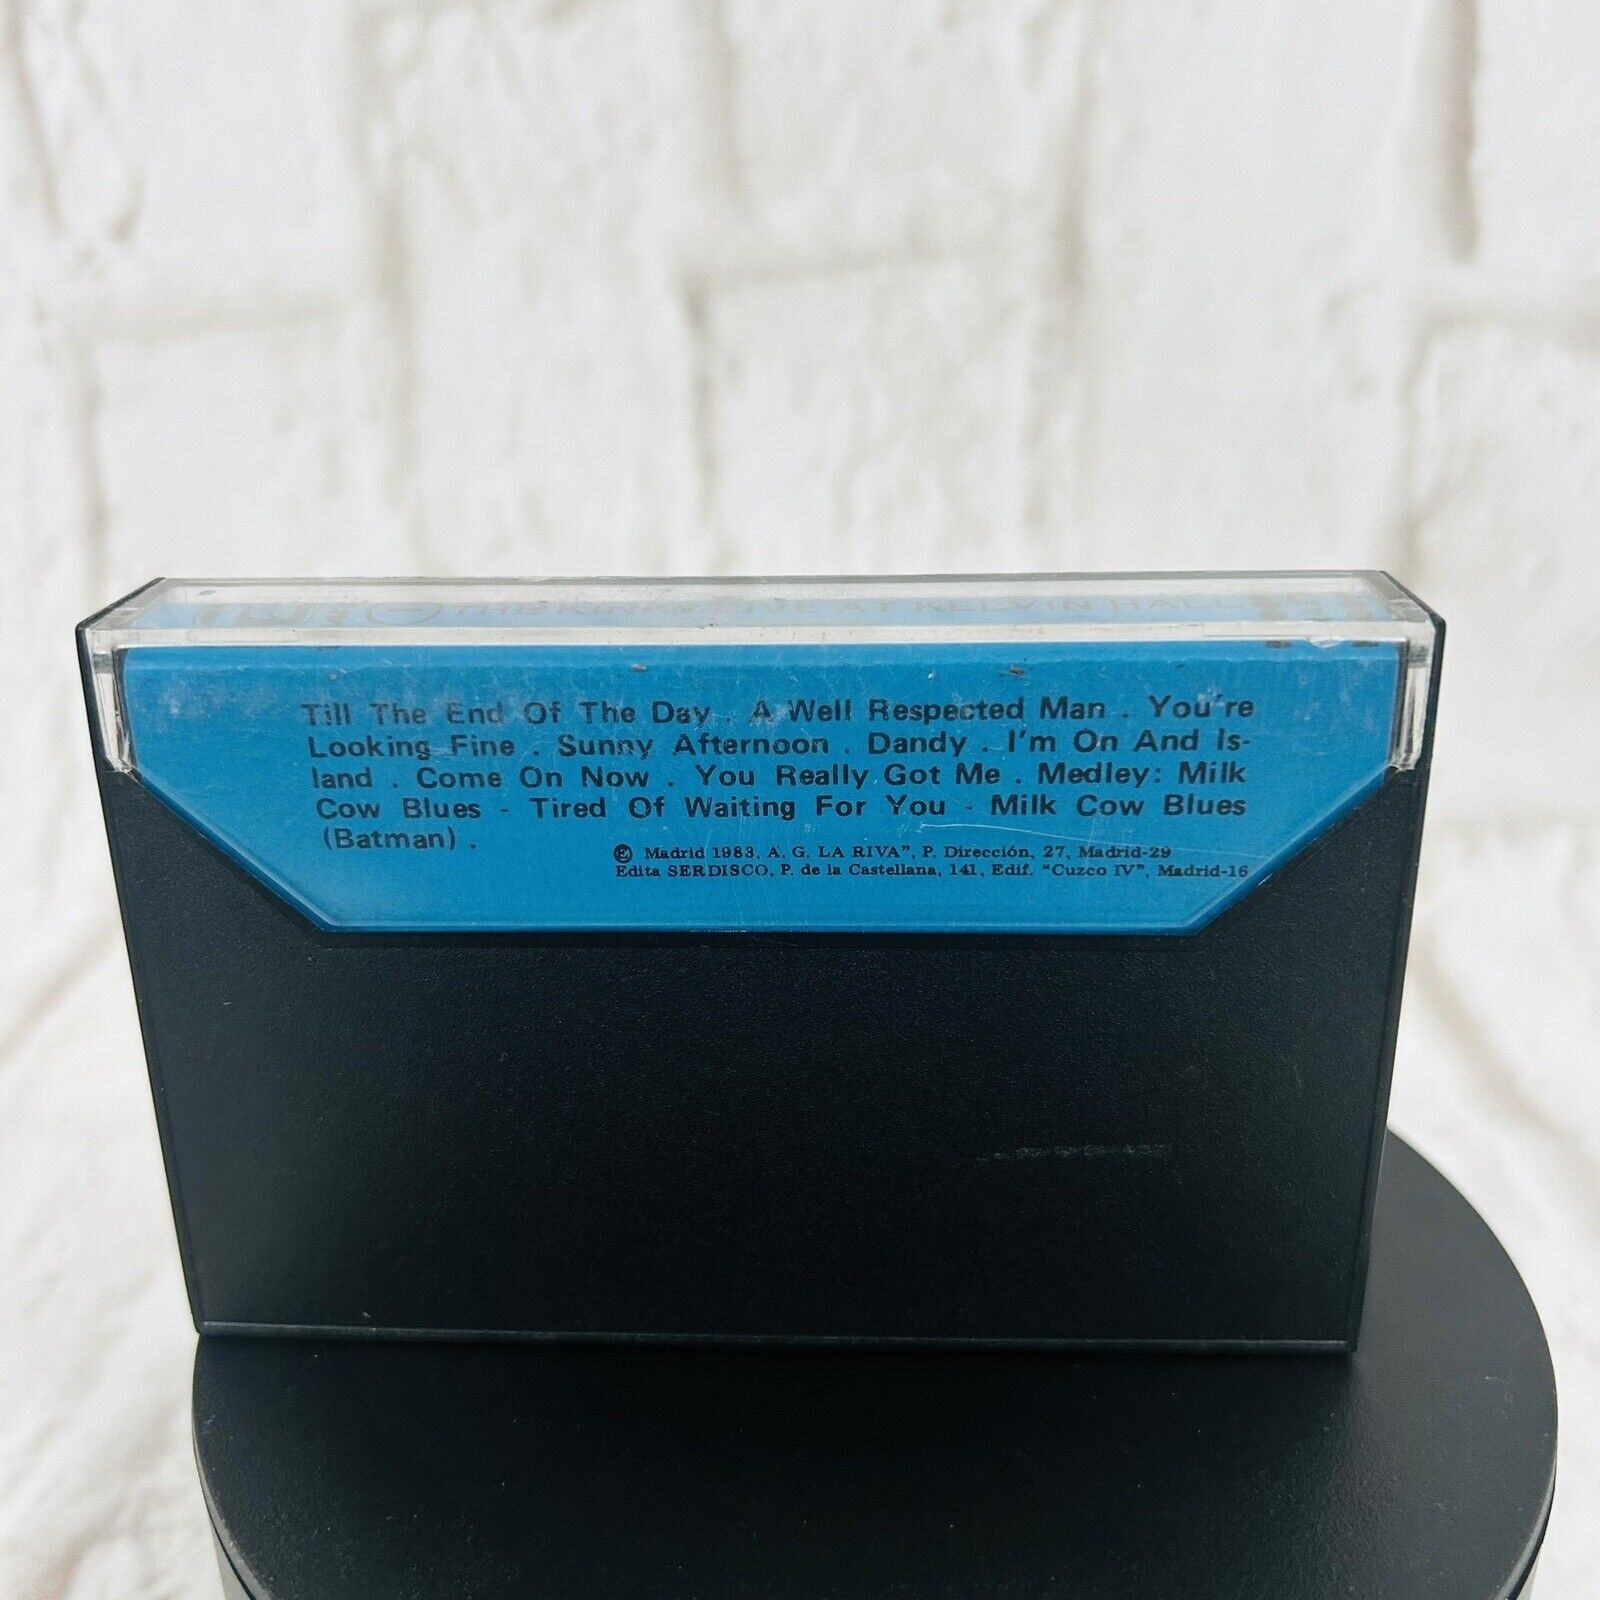 THE KINKS LIVE AT KELVIN HALL
Till The End Of The Day . A Well Respected Man . You're
Looking Fine . Sunny Afternoon . Dandy . I'm On And Is-
land . Come On Now . You Really Got Me . Medley: Milk
Cow Blues - Tired Of Waiting For You - Milk Cow Blues
(Batman) .
Ⓟ Madrid 1983, A. G. LA RIVA", P. Dirección, 27, Madrid-29
Edita SERDISCO, P. de la Castellana, 141, Edif. "Cuzco IV", Madrid-16